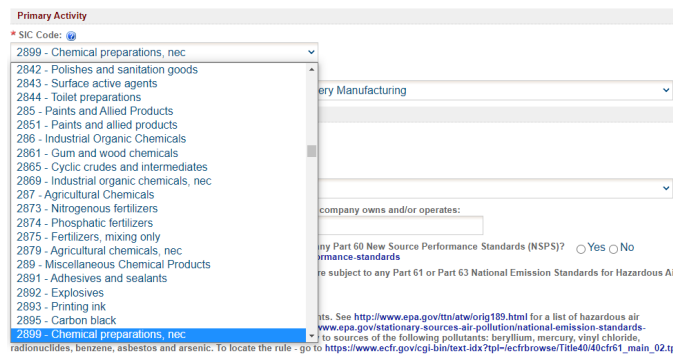 Primary Activity
* SIC Code:
2899 - Chemical preparations, nec
2842 - Polishes and sanitation goods
2843 - Surface active agents
2844 - Toilet preparations
285 - Paints and Allied Products
2851 - Paints and allied products
286 - Industrial Organic Chemicals
2861 - Gum and wood chemicals
2865 - Cyclic crudes and intermediates
2869 - Industrial organic chemicals, nec
287 - Agricultural Chemicals
2873 - Nitrogenous fertilizers
2874 - Phosphatic fertilizers
2875 - Fertilizers, mixing only
2879 - Agricultural chemicals, nec
289 - Miscellaneous Chemical Products
2891 - Adhesives and sealants
2892 - Explosives
2893 - Printing ink
2895 - Carbon black
2899 - Chemical preparations, nec
ery Manufacturing
company owns and/or operates:
any Part 60 New Source Performance Standards (NSPS)? Yes No
ormance-standards
re subject to any Part 61 or Part 63 National Emission Standards for Hazardous Ai
nts. See http://www.epa.gov/ttn/atw/orig189.html for a list of hazardous air
www.epa.gov/stationary-sources-air-pollution/national-emission-standards-
to sources of the following pollutants: beryllium, mercury, vinyl chloride,
radionuclides, benzene, asbestos and arsenic. To locate the rule - go to https://www.ecfr.gov/cgi-bin/text-idx?tpl=/ecfrbrowse/Title40/40cfr61_main_02.tp